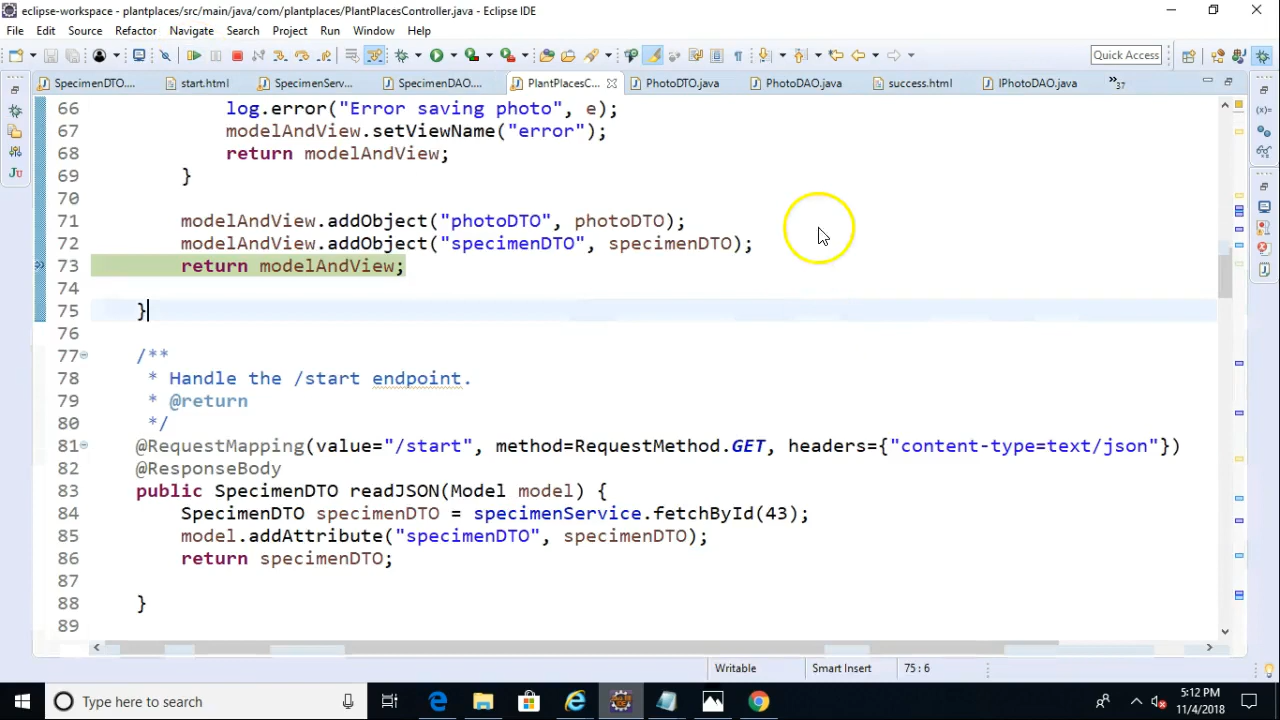 eclipse-workspace - plantplaces/src/main/java/com/plantplaces/PlantPlacesController.java - Eclipse IDE
File Edit Source Refactor Navigate Search Project Run Window Help
Quick Access
SpecimenDTO.... start.html SpecimenServ... SpecimenDAO.... PlantPlacesC... PhotoDTO.java PhotoDAO.java success.html IPhotoDAO.java »37
66 log.error("Error saving photo", e);
67 modelAndView.setViewName("error");
68 return modelAndView;
69 }
70
71 modelAndView.addObject("photoDTO", photoDTO);
72 modelAndView.addObject("specimenDTO", specimenDTO);
73 return modelAndView;
74
75 }
76
77 /**
78 * Handle the /start endpoint.
79 * @return
80 */
81 @RequestMapping(value="/start", method=RequestMethod.GET, headers={"content-type=text/json"})
82 @ResponseBody
83 public SpecimenDTO readJSON(Model model) {
84 SpecimenDTO specimenDTO = specimenService.fetchById(43);
85 model.addAttribute("specimenDTO", specimenDTO);
86 return specimenDTO;
87
88 }
89
Writable Smart Insert 75 : 6
Type here to search
5:12 PM
11/4/2018